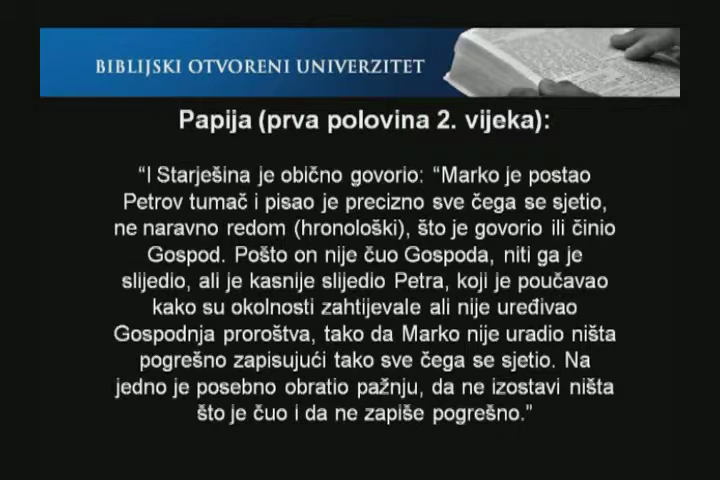 BIBLIJSKI OTVORENI UNIVERZITET
Papija (prva polovina 2. vijeka):
“I Starješina je obično govorio: “Marko je postao
Petrov tumač i pisao je precizno sve čega se sjetio,
ne naravno redom (hronološki), što je govorio ili činio
Gospod. Pošto on nije čuo Gospoda, niti ga je
slijedio, ali je kasnije slijedio Petra, koji je poučavao
kako su okolnosti zahtijevale ali nije uređivao
Gospodnja proroštva, tako da Marko nije uradio ništa
pogrešno zapisujući tako sve čega se sjetio. Na
jedno je posebno obratio pažnju, da ne izostavi ništa
što je čuo i da ne zapiše pogrešno.”